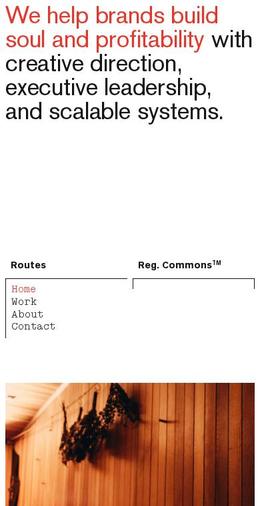 We help brands build
soul and profitability with
creative direction,
executive leadership,
and scalable systems.
Routes
Reg. Commons™
Home
Work
About
Contact